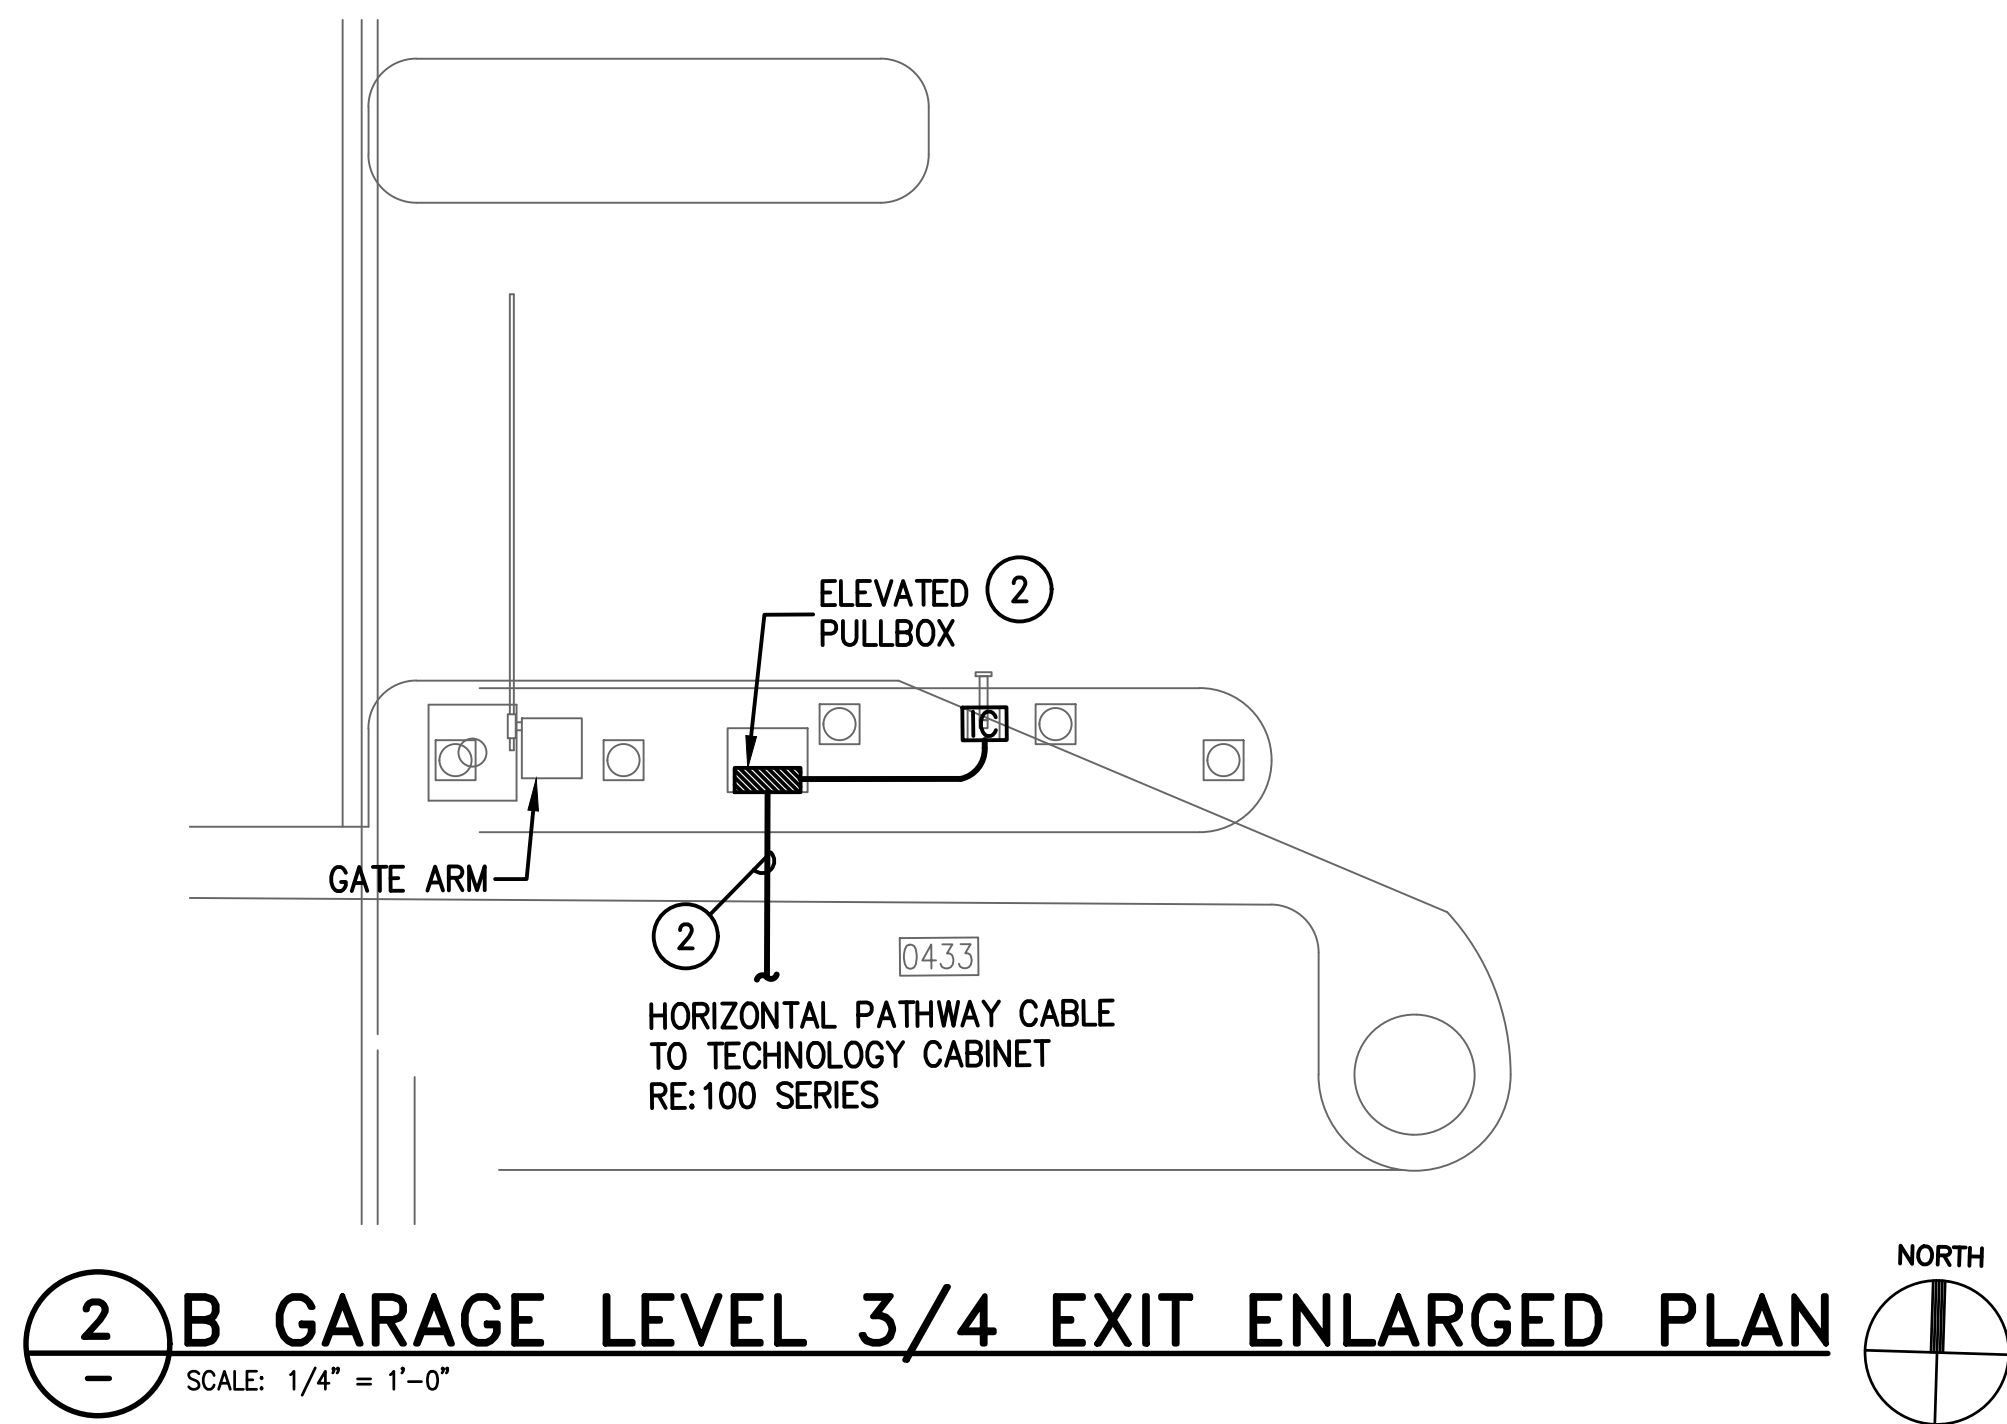 ELEVATED
PULLBOX
2
IC
GATE ARM
2
0433
HORIZONTAL PATHWAY CABLE
TO TECHNOLOGY CABINET
RE: 100 SERIES
NORTH
2
-
B GARAGE LEVEL 3/4 EXIT ENLARGED PLAN
SCALE: 1/4" = 1'-0"